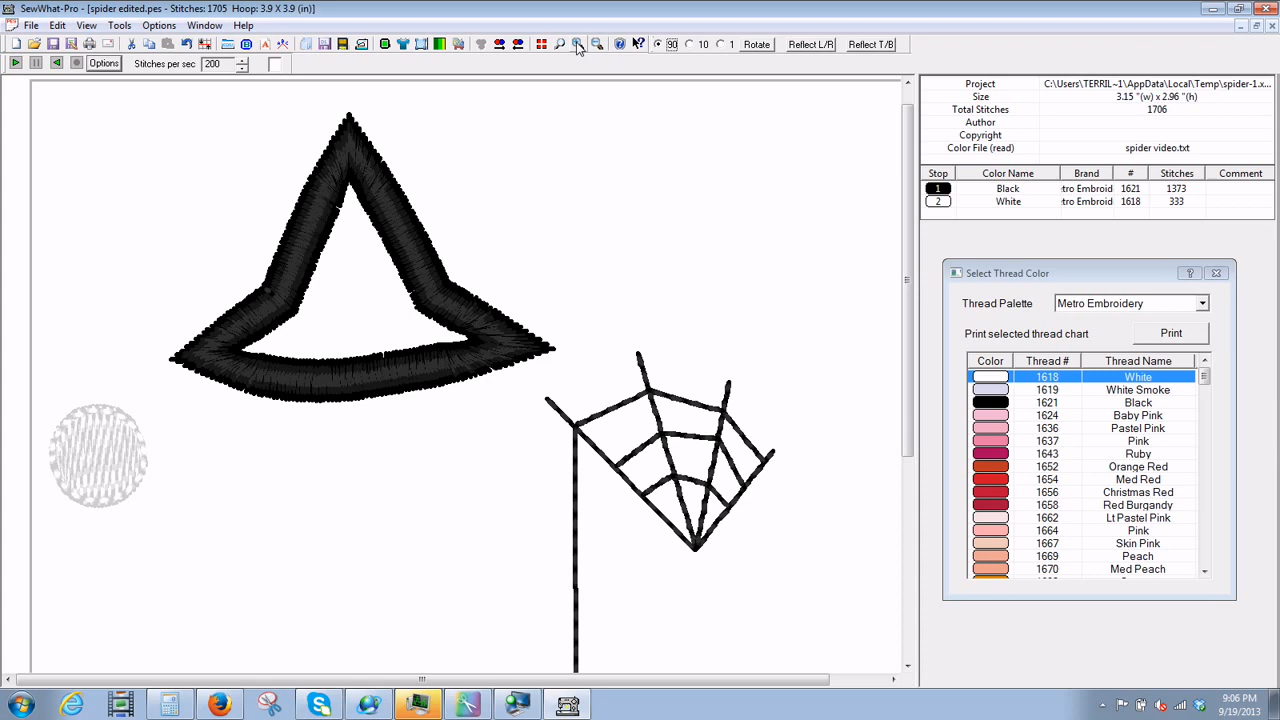 SewWhat-Pro - [spider edited.pes - Stitches: 1705 Hoop: 3.9 X 3.9 (in)]
File Edit View Tools Options Window Help
90 10 1 Rotate Reflect L/R Reflect T/B
Options Stitches per sec 200
Project C:\Users\TERRIL~1\AppData\Local\Temp\spider-1.x...
Size 3.15 "(w) x 2.96 "(h)
Total Stitches 1706
Author
Copyright
Color File (read) spider video.txt
Stop Color Name Brand # Stitches Comment
1 Black tro Embroid 1621 1373
2 White tro Embroid 1618 333
Select Thread Color
Thread Palette Metro Embroidery
Print selected thread chart Print
Color Thread # Thread Name
1618 White
1619 White Smoke
1621 Black
1624 Baby Pink
1636 Pastel Pink
1637 Pink
1643 Ruby
1652 Orange Red
1654 Med Red
1656 Christmas Red
1658 Red Burgandy
1662 Lt Pastel Pink
1664 Pink
1667 Skin Pink
1669 Peach
1670 Med Peach
9:06 PM
9/19/2013